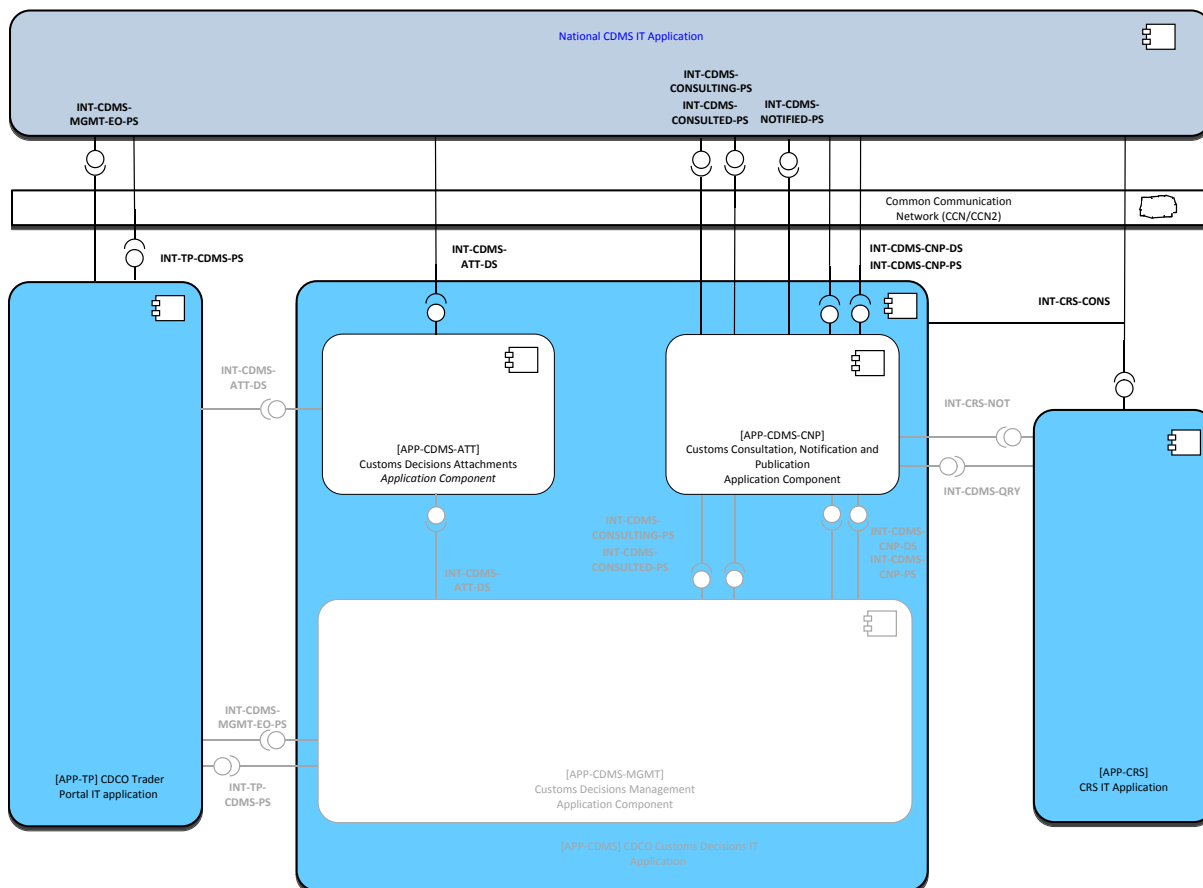 National CDMS IT Application
INT-CDMS-
MGMT-EO-PS
INT-CDMS-
CONSULTING-PS
INT-CDMS-
CONSULTED-PS
INT-CDMS-
NOTIFIED-PS
Common Communication
Network (CCN/CCN2)
INT-TP-CDMS-PS
INT-CDMS-
ATT-DS
INT-CDMS-CNP-DS
INT-CDMS-CNP-PS
INT-CRS-CONS
INT-CDMS-
ATT-DS
[APP-CDMS-ATT]
Customs Decisions Attachments
Application Component
[APP-CDMS-CNP]
Customs Consultation, Notification and
Publication
Application Component
INT-CRS-NOT
INT-CDMS-QRY
INT-CDMS-
CONSULTING-PS
INT-CDMS-
CONSULTED-PS
INT-CDMS-
CNP-DS
INT-CDMS-
CNP-PS
INT-CDMS-
ATT-DS
INT-CDMS-
MGMT-EO-PS
INT-TP-
CDMS-PS
[APP-TP] CDCO Trader
Portal IT application
[APP-CDMS-MGMT]
Customs Decisions Management
Application Component
[APP-CRS]
CRS IT Application
[APP-CDMS] CDCO Customs Decisions IT
Application